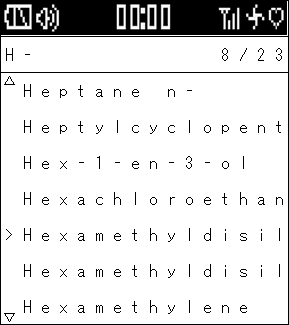 00:00
H- 8/23
Heptane n-
Heptylcyclopent
Hex-1-en-3-ol
Hexachloroethan
>Hexamethyldisil
Hexamethyldisil
Hexamethylene